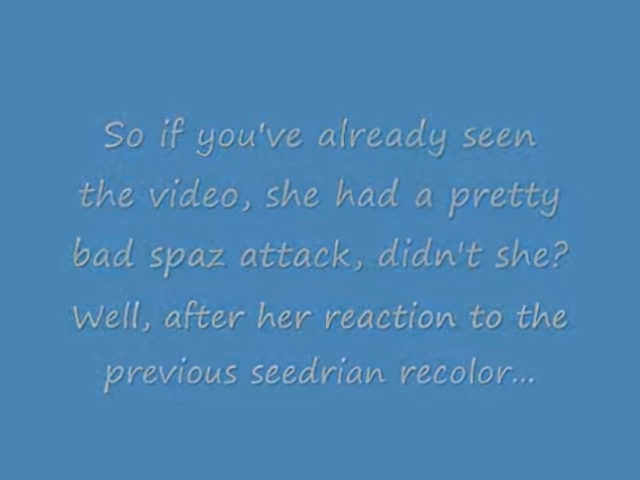 So if you've already seen
the video, she had a pretty
bad spaz attack, didn't she?
Well, after her reaction to the
previous seedrian recolor...